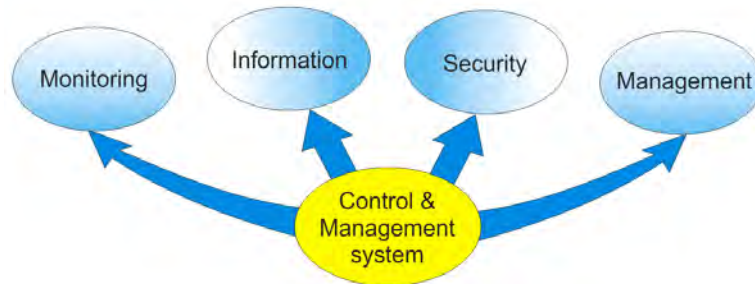 Monitoring
Information
Security
Management
Control &
Management
system